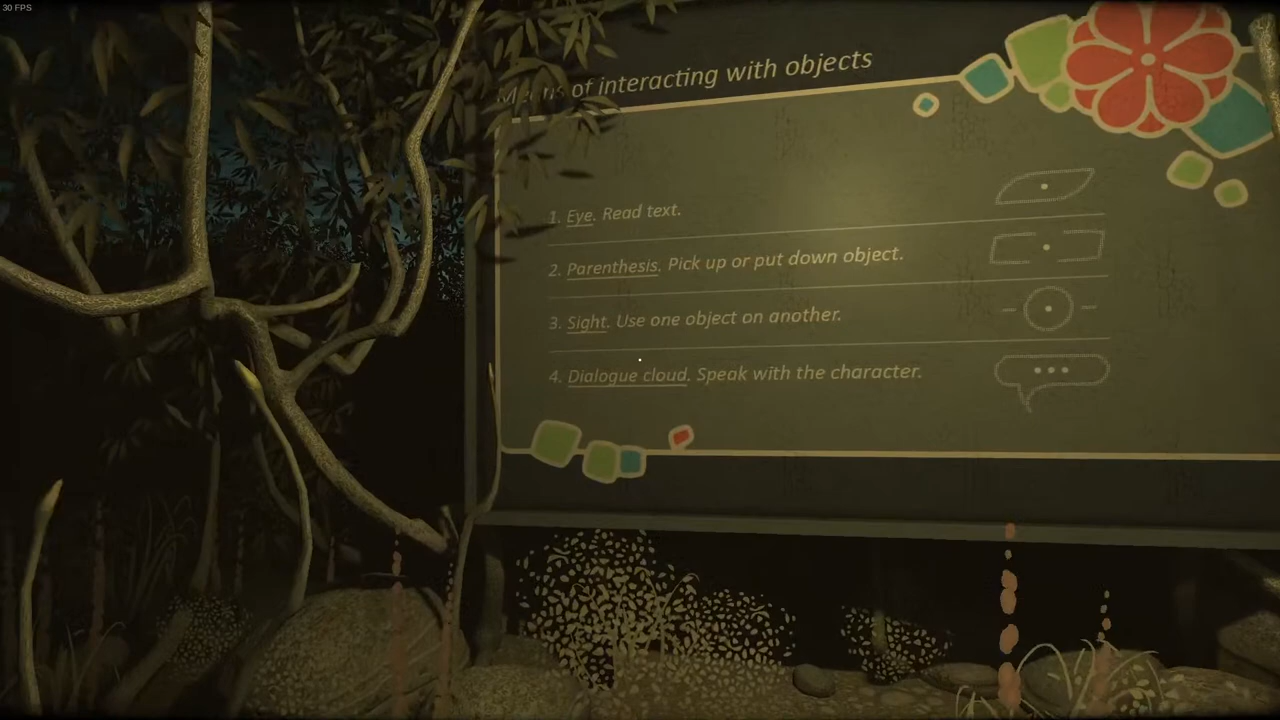 30 FPS
Means of interacting with objects
1. Eye. Read text.
2. Parenthesis. Pick up or put down object.
3. Sight. Use one object on another.
4. Dialogue cloud. Speak with the character.